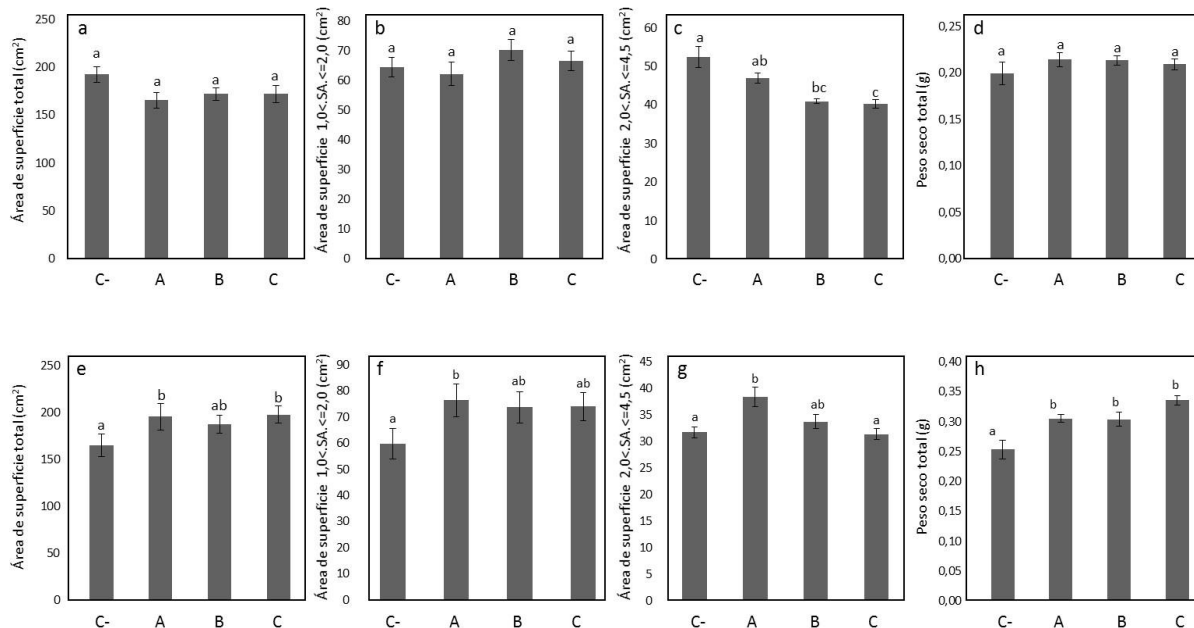 a
Área de superficie total (cm²)
250
200
150
100
50
0
a
a
a
a
C- A B C
b
Área de superficie 1,0<.SA.<=2,0 (cm²)
80
70
60
50
40
30
20
10
0
a
a
a
a
C- A B C
c
Área de superficie 2,0<.SA.<=4,5 (cm²)
60
50
40
30
20
10
0
a
ab
bc
c
C- A B C
d
Peso seco total (g)
0,25
0,20
0,15
0,10
0,05
0,00
a
a
a
a
C- A B C
e
Área de superficie total (cm²)
250
200
150
100
50
0
a
b
ab
b
C- A B C
f
Área de superficie 1,0<.SA.<=2,0 (cm²)
90
80
70
60
50
40
30
20
10
0
a
b
ab
ab
C- A B C
g
Área de superficie 2,0<.SA.<=4,5 (cm²)
45
40
35
30
25
20
15
10
5
0
a
b
ab
a
C- A B C
h
Peso seco total (g)
0,40
0,35
0,30
0,25
0,20
0,15
0,10
0,05
0,00
a
b
b
b
C- A B C